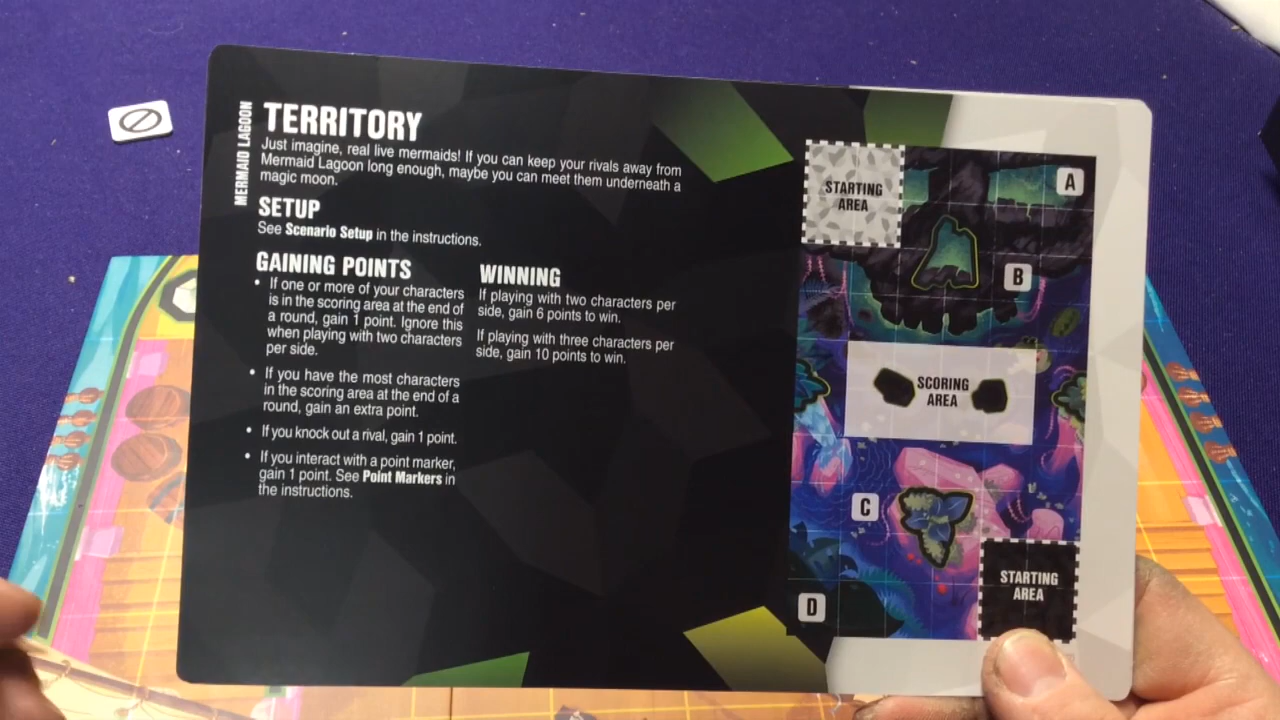 MERMAID LAGOON
TERRITORY
Just imagine, real live mermaids! If you can keep your rivals away from
Mermaid Lagoon long enough, maybe you can meet them underneath a
magic moon.
SETUP
See Scenario Setup in the instructions.
GAINING POINTS
• If one or more of your characters
is in the scoring area at the end of
a round, gain 1 point. Ignore this
when playing with two characters
per side.
• If you have the most characters
in the scoring area at the end of a
round, gain an extra point.
• If you knock out a rival, gain 1 point.
• If you interact with a point marker,
gain 1 point. See Point Markers in
the instructions.
WINNING
If playing with two characters per
side, gain 6 points to win.
If playing with three characters per
side, gain 10 points to win.
STARTING
AREA
A
B
SCORING
AREA
C
D
STARTING
AREA